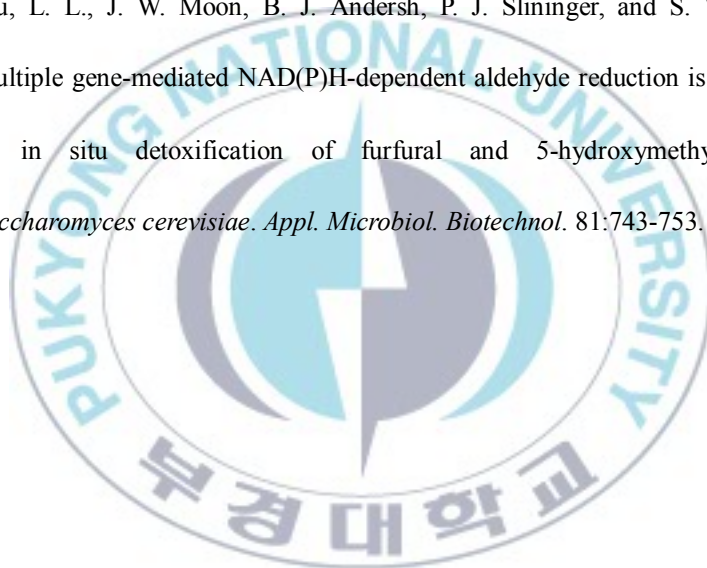 u, L. L., J. W. Moon, B. J. Andersh, P. J. Slininger, and S.
ultiple gene-mediated NAD(P)H-dependent aldehyde reduction is
in situ detoxification of furfural and 5-hydroxymethy
ccharomyces cerevisiae. Appl. Microbiol. Biotechnol. 81:743-753.
PUKYONG NATIONAL UNIVERSITY
부경대학교